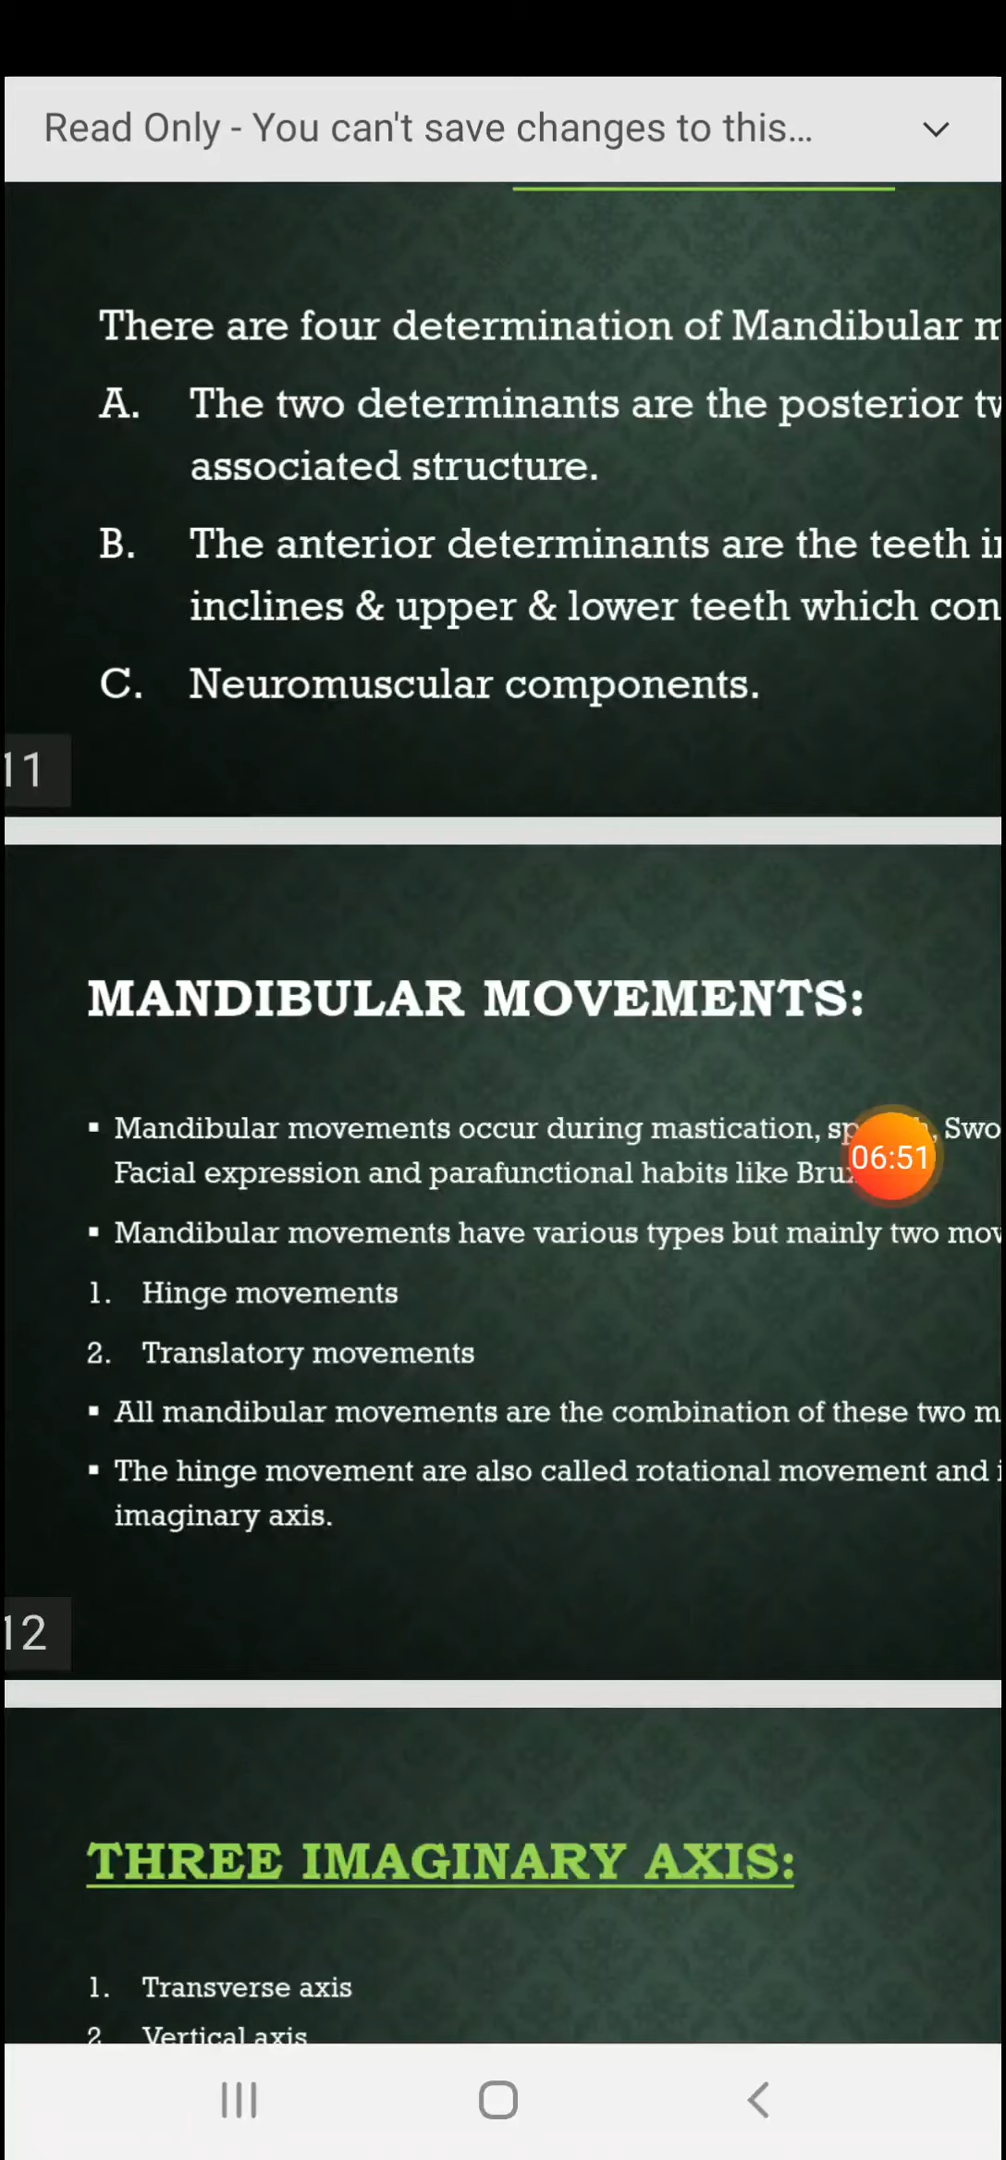 Read Only - You can't save changes to this...
There are four determination of Mandibular
A. The two determinants are the posterior
associated structure.
B. The anterior determinants are the teeth
inclines & upper & lower teeth which
C. Neuromuscular components.
11
MANDIBULAR MOVEMENTS:
▪ Mandibular movements occur during mastication,
Facial expression and parafunctional habits like
06:51
▪ Mandibular movements have various types but mainly two
1. Hinge movements
2. Translatory movements
▪ All mandibular movements are the combination of these two
▪ The hinge movement are also called rotational movement and
imaginary axis.
12
THREE IMAGINARY AXIS:
1. Transverse axis
2. Vertical axis